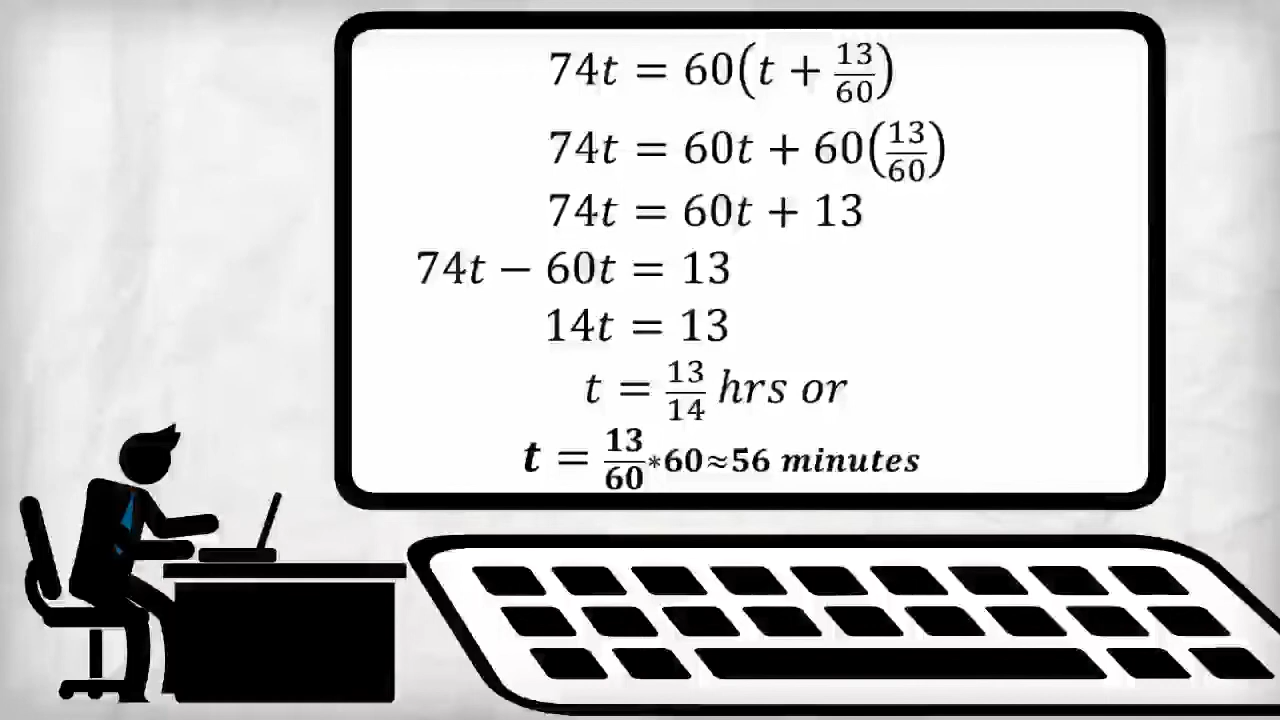 74t = 60(t + 13/60)
74t = 60t + 60(13/60)
74t = 60t + 13
74t − 60t = 13
14t = 13
t = 13/14 hrs or
t = 13/60 *60≈56 minutes